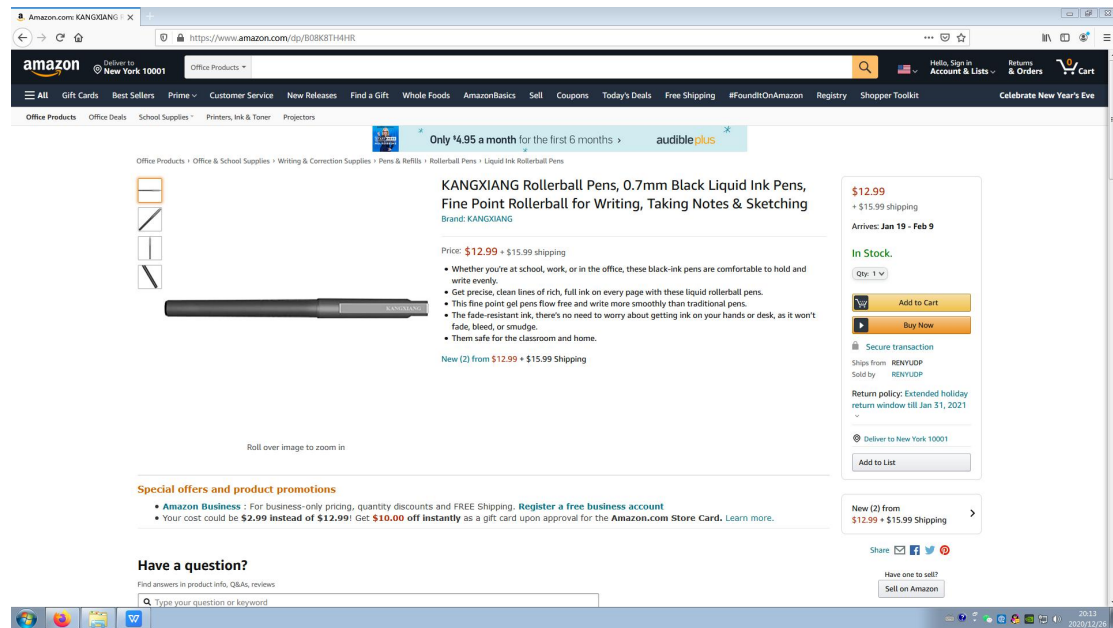 Amazon.com: KANGXIANG R
https://www.amazon.com/dp/B08K8TH4HR
amazon
Deliver to
New York 10001
Office Products
Hello, Sign in
Account & Lists
Returns
& Orders
0
Cart
All Gift Cards Best Sellers Prime Customer Service New Releases Find a Gift Whole Foods AmazonBasics Sell Coupons Today's Deals Free Shipping #FoundItOnAmazon Registry Shopper Toolkit Celebrate New Year's Eve
Office Products Office Deals School Supplies Printers, Ink & Toner Projectors
Only $4.95 a month for the first 6 months › audible plus
Office Products › Office & School Supplies › Writing & Correction Supplies › Pens & Refills › Rollerball Pens › Liquid Ink Rollerball Pens
KANGXIANG Rollerball Pens, 0.7mm Black Liquid Ink Pens,
Fine Point Rollerball for Writing, Taking Notes & Sketching
Brand: KANGXIANG
Price: $12.99 + $15.99 shipping
• Whether you're at school, work, or in the office, these black-ink pens are comfortable to hold and
write evenly.
• Get precise, clean lines of rich, full ink on every page with these liquid rollerball pens.
• This fine point gel pens flow free and write more smoothly than traditional pens.
• The fade-resistant ink, there's no need to worry about getting ink on your hands or desk, as it won't
fade, bleed, or smudge.
• Them safe for the classroom and home.
New (2) from $12.99 + $15.99 Shipping
KANGXIANG
Roll over image to zoom in
$12.99
+ $15.99 shipping
Arrives: Jan 19 - Feb 9
In Stock.
Qty: 1
Add to Cart
Buy Now
Secure transaction
Ships from RENYUDP
Sold by RENYUDP
Return policy: Extended holiday
return window till Jan 31, 2021
Deliver to New York 10001
Add to List
New (2) from
$12.99 + $15.99 Shipping
Share
Have one to sell?
Sell on Amazon
Special offers and product promotions
• Amazon Business : For business-only pricing, quantity discounts and FREE Shipping. Register a free business account
• Your cost could be $2.99 instead of $12.99! Get $10.00 off instantly as a gift card upon approval for the Amazon.com Store Card. Learn more.
Have a question?
Find answers in product info, Q&As, reviews
Type your question or keyword
20:13
2020/12/26